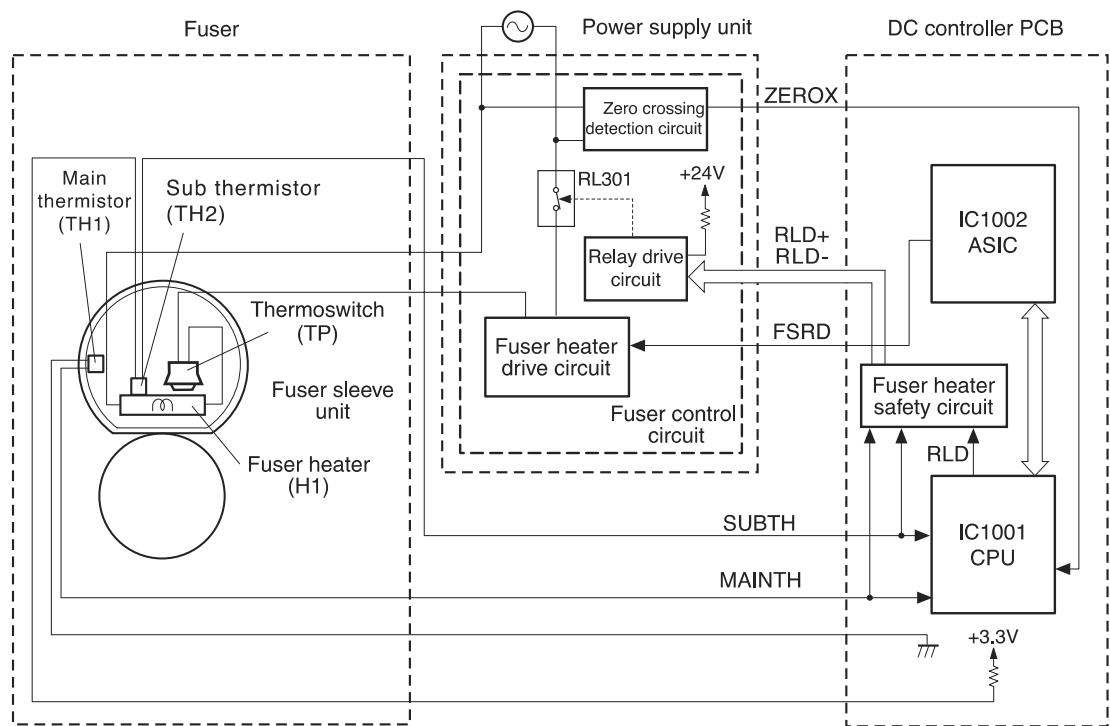 Fuser
Power supply unit
DC controller PCB
Zero crossing
detection circuit
ZEROX
Main
thermistor
(TH1)
Sub thermistor
(TH2)
RL301
+24V
IC1002
ASIC
Relay drive
circuit
RLD+
RLD-
Thermoswitch
(TP)
FSRD
Fuser heater
drive circuit
Fuser sleeve
unit
Fuser heater
safety circuit
Fuser control
circuit
RLD
Fuser heater
(H1)
SUBTH
IC1001
CPU
MAINTH
+3.3V